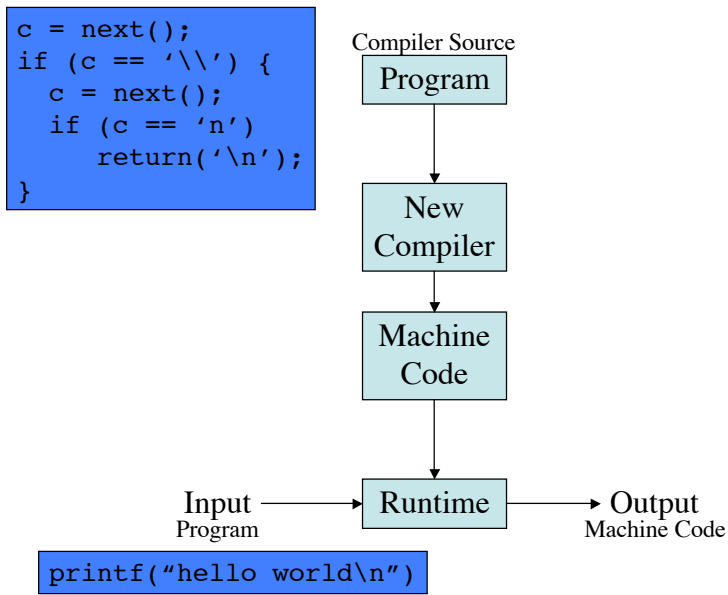 c = next();
if (c == ‘\\’) {
  c = next();
  if (c == ‘n’)
     return(‘\n’);
}
Compiler Source
Program
New
Compiler
Machine
Code
Input
Program
Runtime
Output
Machine Code
printf(“hello world\n”)